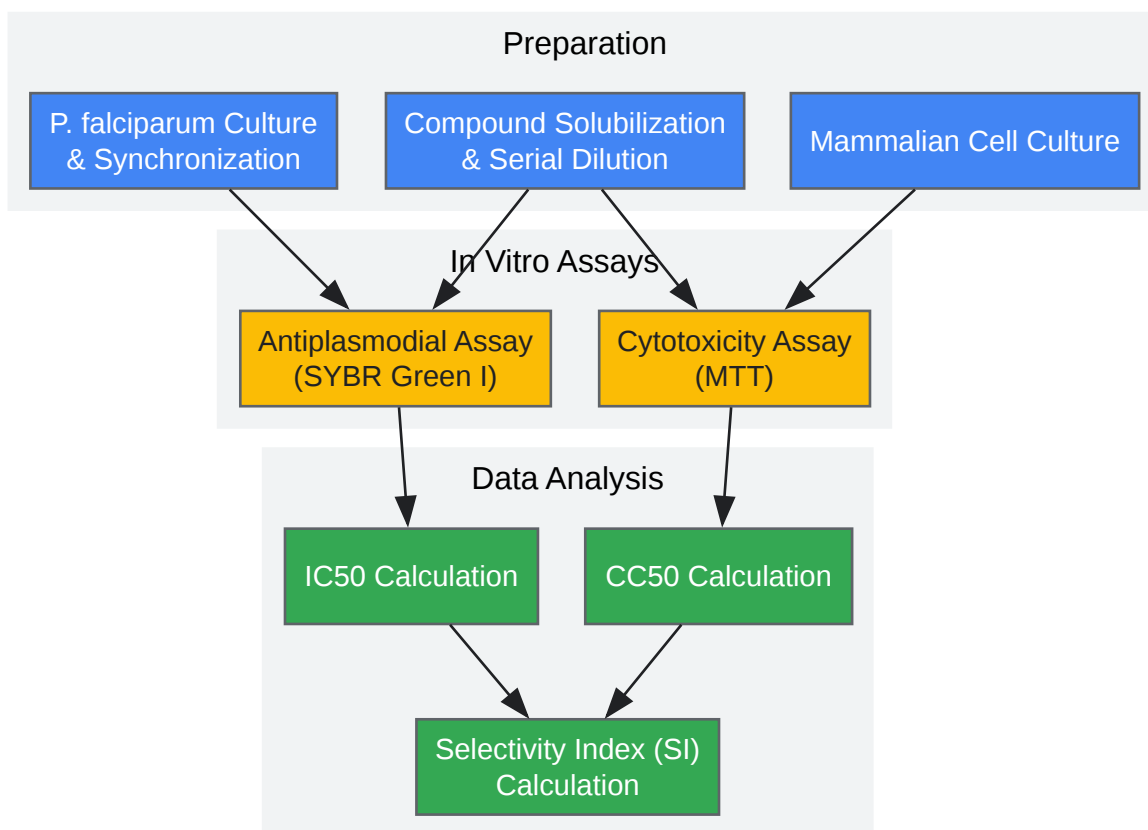 Preparation
P. falciparum Culture
& Synchronization
Compound Solubilization
& Serial Dilution
Mammalian Cell Culture
In Vitro Assays
Antiplasmodial Assay
(SYBR Green I)
Cytotoxicity Assay
(MTT)
Data Analysis
IC50 Calculation
CC50 Calculation
Selectivity Index (SI)
Calculation